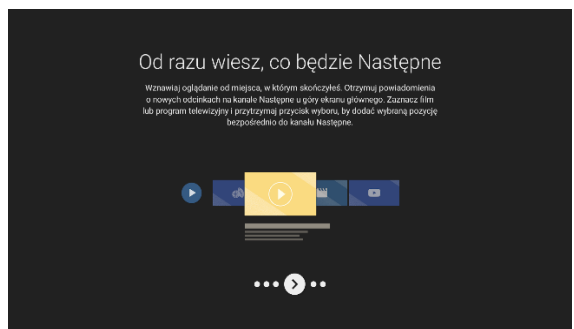 Od razu wiesz, co będzie Następne
Wznawiaj oglądanie od miejsca, w którym skończyłeś. Otrzymuj powiadomienia
o nowych odcinkach na kanale Następne u góry ekranu głównego. Zaznacz film
lub program telewizyjny i przytrzymaj przycisk wyboru, by dodać wybraną pozycję
bezpośrednio do kanału Następne.